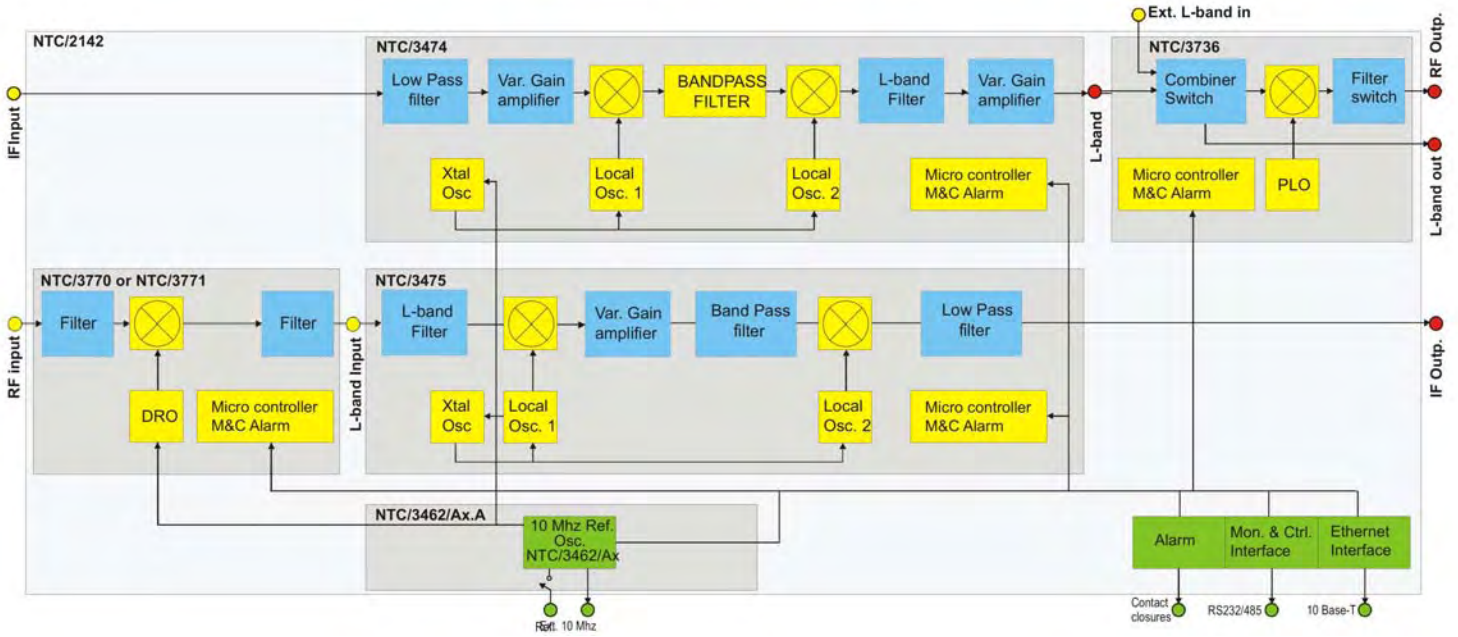 Ext. L-band in
NTC/2142
NTC/3474
NTC/3736
RF Outp.
Low Pass
filter
Var. Gain
amplifier
BANDPASS
FILTER
L-band
Filter
Var. Gain
amplifier
Combiner
Switch
Filter
switch
IFInput
L-band
L-band out
Xtal
Osc
Local
Osc. 1
Local
Osc. 2
Micro controller
M&C Alarm
Micro controller
M&C Alarm
PLO
NTC/3770 or NTC/3771
NTC/3475
RF input
Filter
Filter
L-band Input
L-band
Filter
Var. Gain
amplifier
Band Pass
filter
Low Pass
filter
IF Outp.
DRO
Micro controller
M&C Alarm
Xtal
Osc
Local
Osc. 1
Local
Osc. 2
Micro controller
M&C Alarm
NTC/3462/Ax.A
10 Mhz Ref.
Osc.
NTC/3462/Ax
Alarm
Mon. & Ctrl.
Interface
Ethernet
Interface
10 Mhz
Contact
closures
RS232/485
10 Base-T